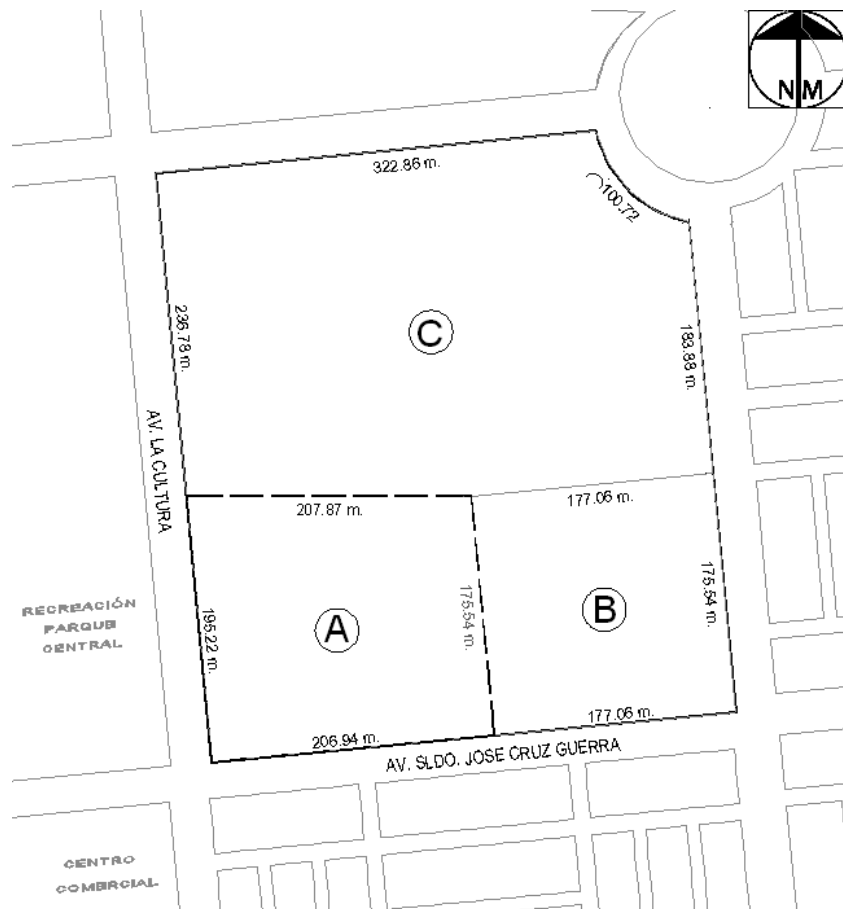 NM
322.86 m.
100.72
236.78 m.
C
183.88 m.
AV. LA CULTURA
207.87 m.
177.06 m.
RECREACIÓN
PARQUE
CENTRAL
195.22 m.
A
175.54 m.
B
175.54 m.
206.94 m.
177.06 m.
AV. SLDO. JOSE CRUZ GUERRA
CENTRO
COMERCIAL